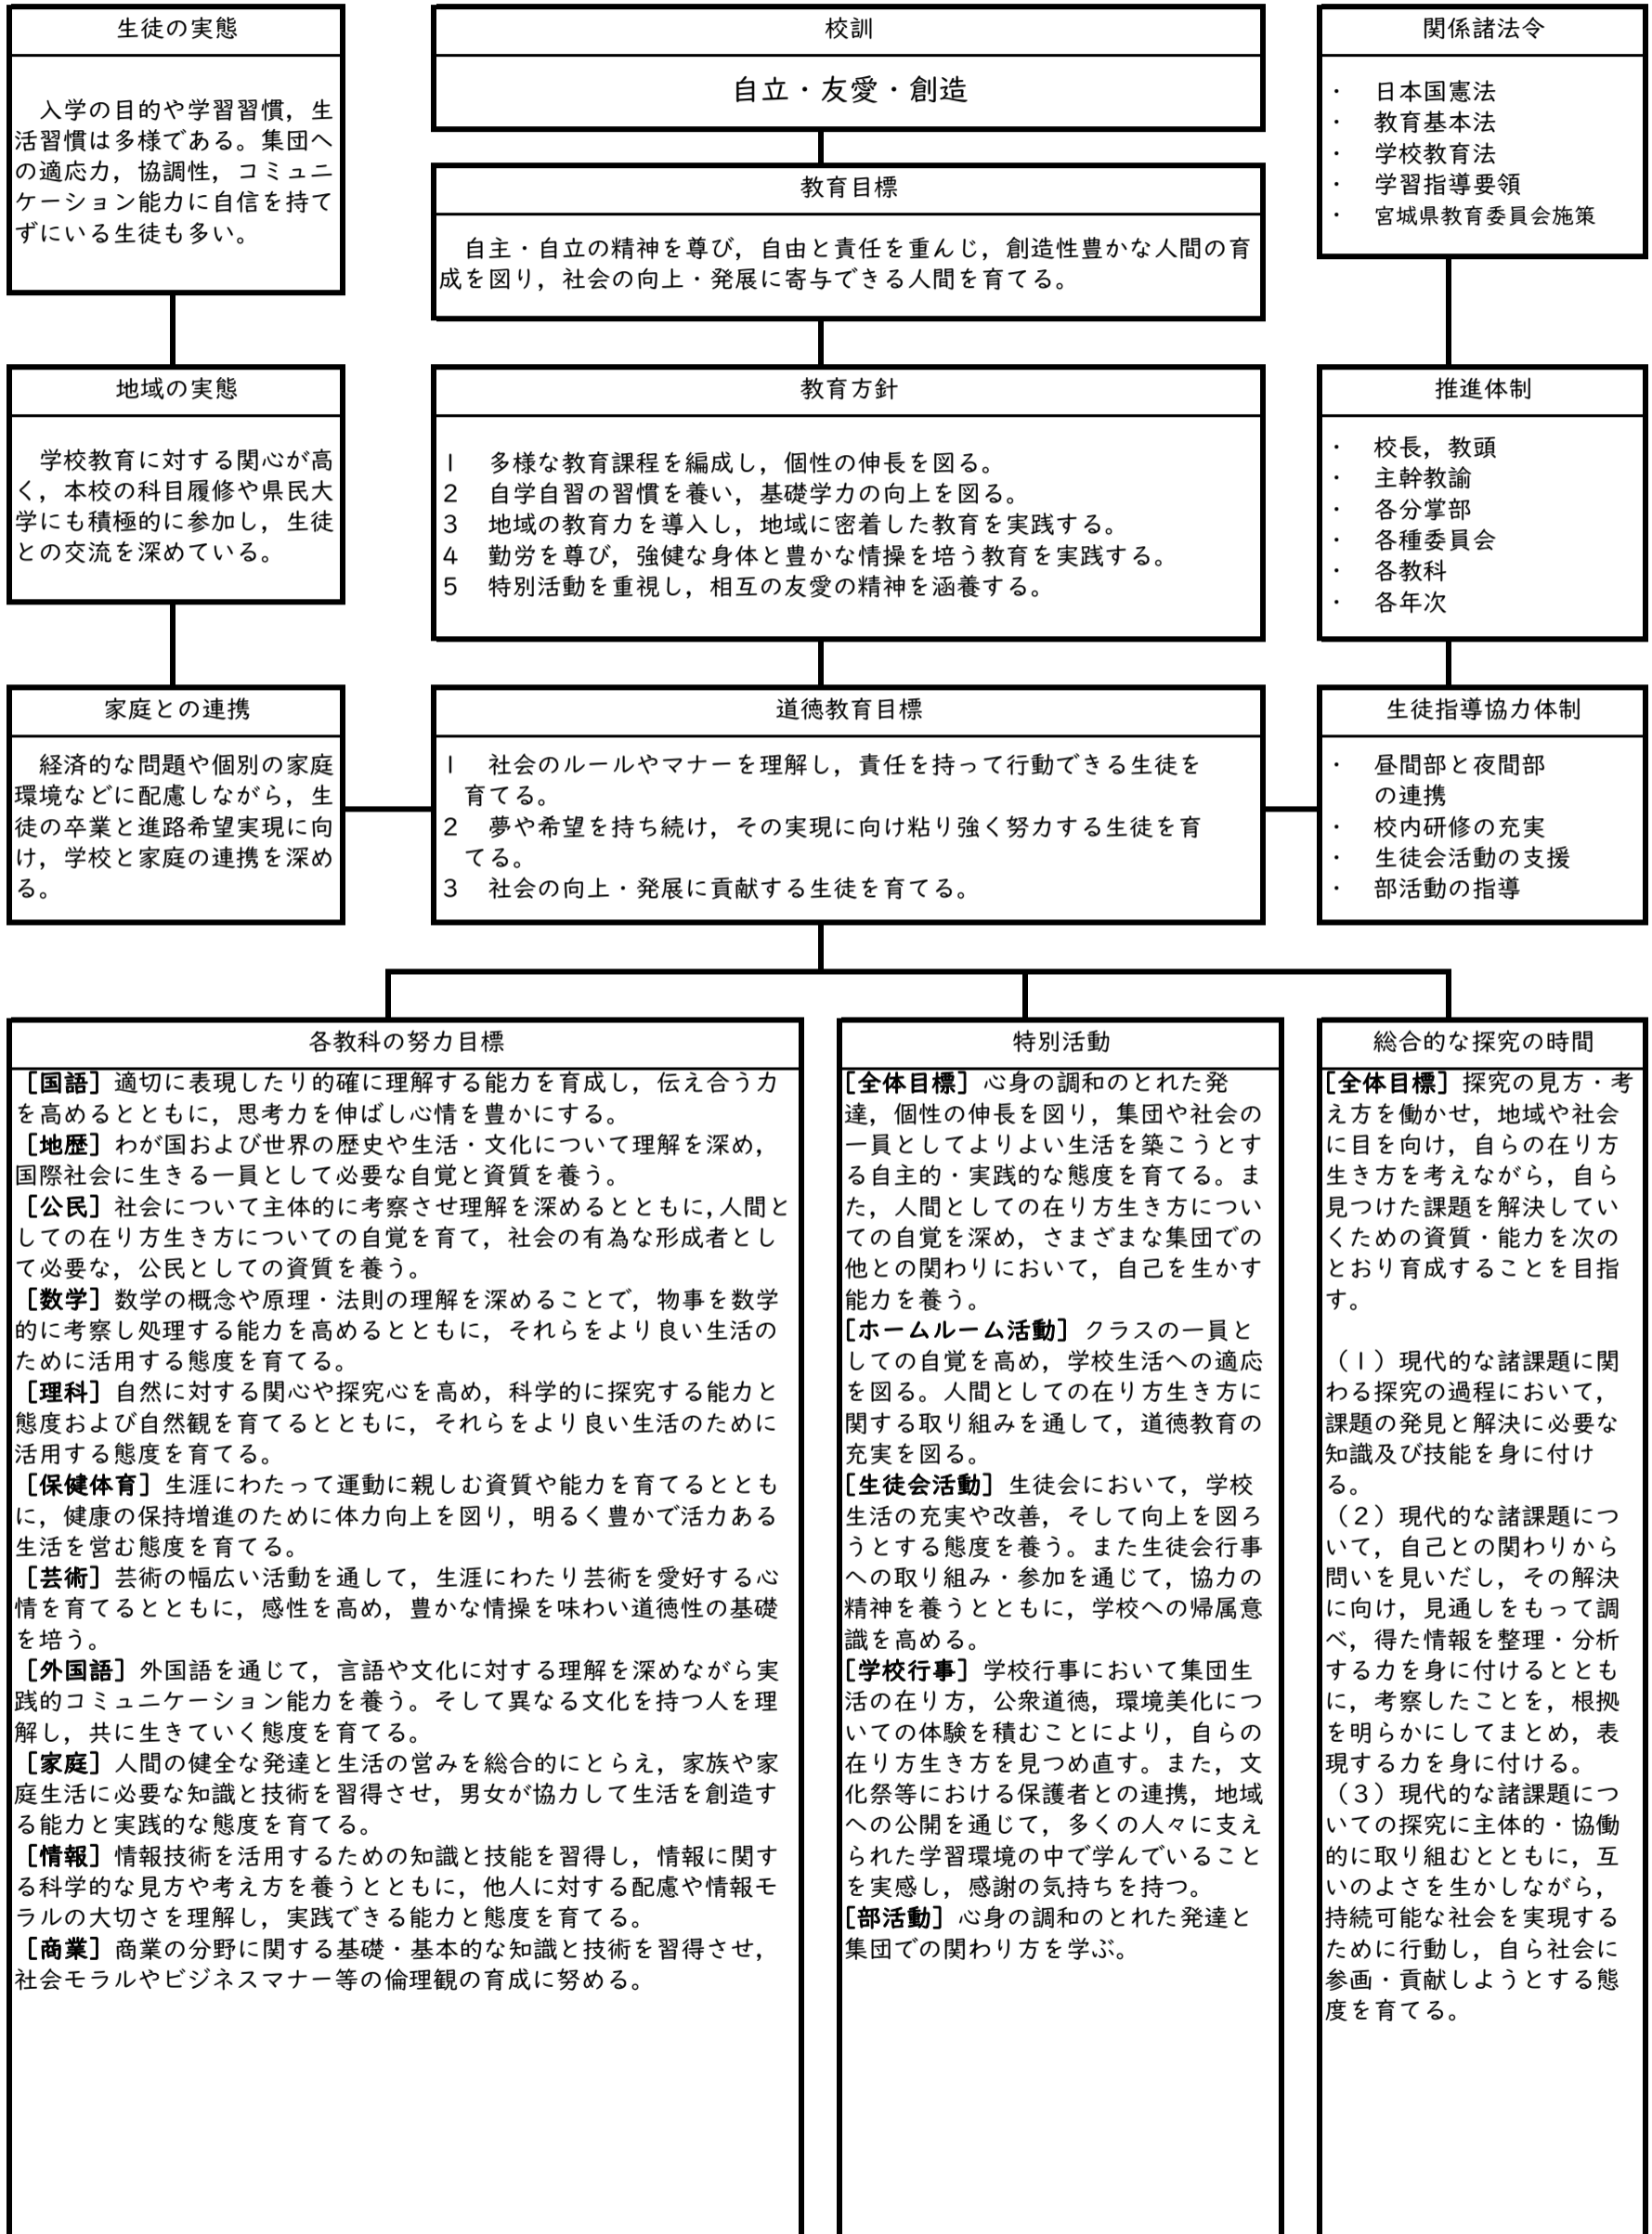 生徒の実態
入学の目的や学習習慣，生
活習慣は多様である。集団へ
の適応力，協調性，コミュニ
ケーション能力に自信を持て
ずにいる生徒も多い。
校訓
自立・友愛・創造
教育目標
自主・自立の精神を尊び，自由と責任を重んじ，創造性豊かな人間の育
成を図り，社会の向上・発展に寄与できる人間を育てる。
関係諸法令
・ 日本国憲法
・ 教育基本法
・ 学校教育法
・ 学習指導要領
・ 宮城県教育委員会施策
地域の実態
学校教育に対する関心が高
く，本校の科目履修や県民大
学にも積極的に参加し，生徒
との交流を深めている。
教育方針
1 多様な教育課程を編成し，個性の伸長を図る。
2 自学自習の習慣を養い，基礎学力の向上を図る。
3 地域の教育力を導入し，地域に密着した教育を実践する。
4 勤労を尊び，強健な身体と豊かな情操を培う教育を実践する。
5 特別活動を重視し，相互の友愛の精神を涵養する。
推進体制
・ 校長，教頭
・ 主幹教諭
・ 各分掌部
・ 各種委員会
・ 各教科
・ 各年次
家庭との連携
経済的な問題や個別の家庭
環境などに配慮しながら，生
徒の卒業と進路希望実現に向
け，学校と家庭の連携を深め
る。
道徳教育目標
1 社会のルールやマナーを理解し，責任を持って行動できる生徒を
育てる。
2 夢や希望を持ち続け，その実現に向け粘り強く努力する生徒を育
てる。
3 社会の向上・発展に貢献する生徒を育てる。
生徒指導協力体制
・ 昼間部と夜間部
の連携
・ 校内研修の充実
・ 生徒会活動の支援
・ 部活動の指導
各教科の努力目標
［国語］適切に表現したり的確に理解する能力を育成し，伝え合う力
を高めるとともに，思考力を伸ばし心情を豊かにする。
［地歴］わが国および世界の歴史や生活・文化について理解を深め，
国際社会に生きる一員として必要な自覚と資質を養う。
［公民］社会について主体的に考察させ理解を深めるとともに，人間と
しての在り方生き方についての自覚を育て，社会の有為な形成者とし
て必要な，公民としての資質を養う。
［数学］数学の概念や原理・法則の理解を深めることで，物事を数学
的に考察し処理する能力を高めるとともに，それらをより良い生活の
ために活用する態度を育てる。
［理科］自然に対する関心や探究心を高め，科学的に探究する能力と
態度および自然観を育てるとともに，それらをより良い生活のために
活用する態度を育てる。
［保健体育］生涯にわたって運動に親しむ資質や能力を育てるととも
に，健康の保持増進のために体力向上を図り，明るく豊かで活力ある
生活を営む態度を育てる。
［芸術］芸術の幅広い活動を通して，生涯にわたり芸術を愛好する心
情を育てるとともに，感性を高め，豊かな情操を味わい道徳性の基礎
を培う。
［外国語］外国語を通じて，言語や文化に対する理解を深めながら実
践的コミュニケーション能力を養う。そして異なる文化を持つ人を理
解し，共に生きていく態度を育てる。
［家庭］人間の健全な発達と生活の営みを総合的にとらえ，家族や家
庭生活に必要な知識と技術を習得させ，男女が協力して生活を創造す
る能力と実践的な態度を育てる。
［情報］情報技術を活用するための知識と技能を習得し，情報に関す
る科学的な見方や考え方を養うとともに，他人に対する配慮や情報モ
ラルの大切さを理解し，実践できる能力と態度を育てる。
［商業］商業の分野に関する基礎・基本的な知識と技術を習得させ，
社会モラルやビジネスマナー等の倫理観の育成に努める。
特別活動
［全体目標］心身の調和のとれた発
達，個性の伸長を図り，集団や社会の
一員としてよりよい生活を築こうとす
る自主的・実践的な態度を育てる。ま
た，人間としての在り方生き方につい
ての自覚を深め，さまざまな集団での
他との関わりにおいて，自己を生かす
能力を養う。
［ホームルーム活動］クラスの一員と
しての自覚を高め，学校生活への適応
を図る。人間としての在り方生き方に
関する取り組みを通して，道徳教育の
充実を図る。
［生徒会活動］生徒会において，学校
生活の充実や改善，そして向上を図ろ
うとする態度を養う。また生徒会行事
への取り組み・参加を通じて，協力の
精神を養うとともに，学校への帰属意
識を高める。
［学校行事］学校行事において集団生
活の在り方，公衆道徳，環境美化につ
いての体験を積むことにより，自らの
在り方生き方を見つめ直す。また，文
化祭等における保護者との連携，地域
への公開を通じて，多くの人々に支え
られた学習環境の中で学んでいること
を実感し，感謝の気持ちを持つ。
［部活動］心身の調和のとれた発達と
集団での関わり方を学ぶ。
総合的な探究の時間
［全体目標］探究の見方・考
え方を働かせ，地域や社会
に目を向け，自らの在り方
生き方を考えながら，自ら
見つけた課題を解決してい
くための資質・能力を次の
とおり育成することを目指
す。
（1）現代的な諸課題に関
わる探究の過程において，
課題の発見と解決に必要な
知識及び技能を身に付け
る。
（2）現代的な諸課題につ
いて，自己との関わりから
問いを見いだし，その解決
に向け，見通しをもって調
べ，得た情報を整理・分析
する力を身に付けるととも
に，考察したことを，根拠
を明らかにしてまとめ，表
現する力を身に付ける。
（3）現代的な諸課題につ
いての探究に主体的・協働
的に取り組むとともに，互
いのよさを生かしながら，
持続可能な社会を実現する
ために行動し，自ら社会に
参画・貢献しようとする態
度を育てる。